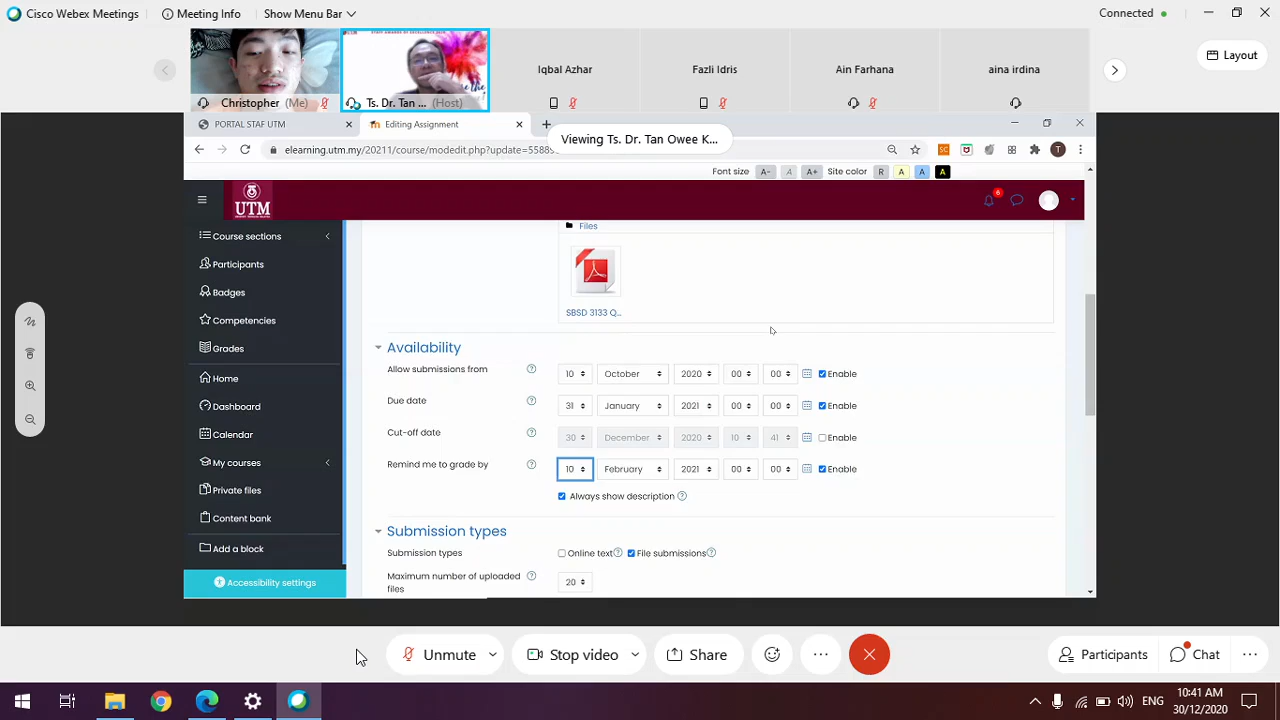 Cisco Webex Meetings
Meeting Info
Show Menu Bar
Connected
Layout
Christopher (Me)
Ts. Dr. Tan ... (Host)
Iqbal Azhar
Fazli Idris
Ain Farhana
aina irdina
PORTAL STAF UTM
Editing Assignment
Viewing Ts. Dr. Tan Owee K...
elearning.utm.my/20211/course/modedit.php?update=5588
SC
T
Font size A- A A+ Site color R A A A
UTM
6
Course sections
Participants
Badges
Competencies
Grades
Home
Dashboard
Calendar
My courses
Private files
Content bank
Add a block
Accessibility settings
Files
SBSD 3133 Q...
Availability
Allow submissions from 10 October 2020 00 00 Enable
Due date 31 January 2021 00 00 Enable
Cut-off date 30 December 2020 10 41 Enable
Remind me to grade by 10 February 2021 00 00 Enable
Always show description
Submission types
Submission types Online text File submissions
Maximum number of uploaded files 20
Unmute
Stop video
Share
Participants
Chat
ENG
10:41 AM
30/12/2020